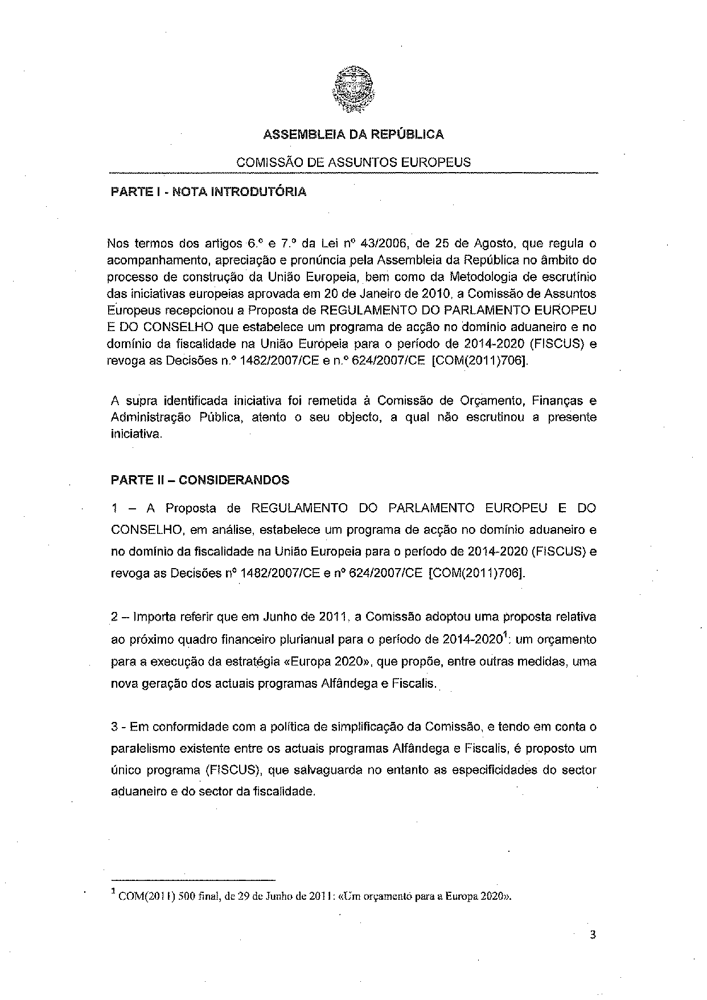 ASSEMBLEIA DA REPÚBLICA
COMISSÃO DE ASSUNTOS EUROPEUS
PARTE I - NOTA INTRODUTÓRIA
Nos termos dos artigos 6.º e 7.º da Lei nº 43/2006, de 25 de Agosto, que regula o
acompanhamento, apreciação e pronúncia pela Assembleia da República no âmbito do
processo de construção da União Europeia, bem como da Metodologia de escrutínio
das iniciativas europeias aprovada em 20 de Janeiro de 2010, a Comissão de Assuntos
Europeus recepcionou a Proposta de REGULAMENTO DO PARLAMENTO EUROPEU
E DO CONSELHO que estabelece um programa de acção no domínio aduaneiro e no
domínio da fiscalidade na União Europeia para o período de 2014-2020 (FISCUS) e
revoga as Decisões n.º 1482/2007/CE e n.º 624/2007/CE [COM(2011)706].
A supra identificada iniciativa foi remetida à Comissão de Orçamento, Finanças e
Administração Pública, atento o seu objecto, a qual não escrutinou a presente
iniciativa.
PARTE II – CONSIDERANDOS
1 – A Proposta de REGULAMENTO DO PARLAMENTO EUROPEU E DO
CONSELHO, em análise, estabelece um programa de acção no domínio aduaneiro e
no domínio da fiscalidade na União Europeia para o período de 2014-2020 (FISCUS) e
revoga as Decisões nº 1482/2007/CE e nº 624/2007/CE [COM(2011)706].
2 – Importa referir que em Junho de 2011, a Comissão adoptou uma proposta relativa
ao próximo quadro financeiro plurianual para o período de 2014-2020¹: um orçamento
para a execução da estratégia «Europa 2020», que propõe, entre outras medidas, uma
nova geração dos actuais programas Alfândega e Fiscalis.
3 - Em conformidade com a política de simplificação da Comissão, e tendo em conta o
paralelismo existente entre os actuais programas Alfândega e Fiscalis, é proposto um
único programa (FISCUS), que salvaguarda no entanto as especificidades do sector
aduaneiro e do sector da fiscalidade.
¹ COM(2011) 500 final, de 29 de Junho de 2011: «Um orçamento para a Europa 2020».
3